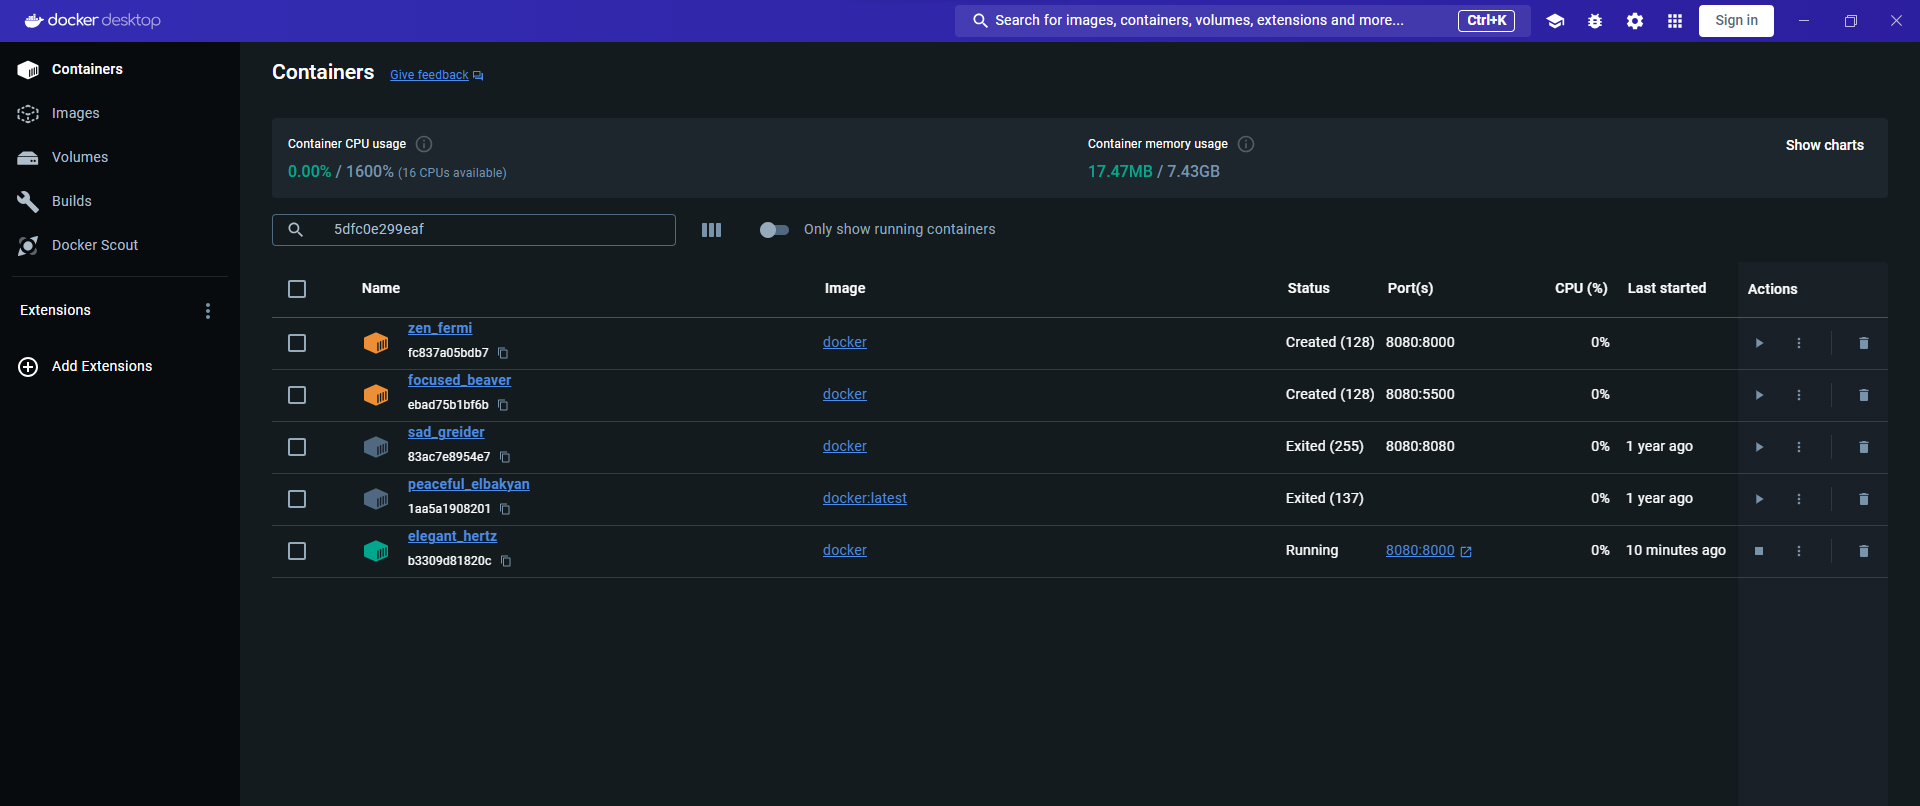 docker desktop
Search for images, containers, volumes, extensions and more... Ctrl+K
Sign in
Containers
Images
Volumes
Builds
Docker Scout
Extensions
Add Extensions
Containers Give feedback
Container CPU usage
0.00% / 1600% (16 CPUs available)
Container memory usage
17.47MB / 7.43GB
Show charts
5dfc0e299eaf
Only show running containers
Name Image Status Port(s) CPU (%) Last started Actions
zen_fermi
fc837a05bdb7
docker Created (128) 8080:8000 0%
focused_beaver
ebad75b1bf6b
docker Created (128) 8080:5500 0%
sad_greider
83ac7e8954e7
docker Exited (255) 8080:8080 0% 1 year ago
peaceful_elbakyan
1aa5a1908201
docker:latest Exited (137) 0% 1 year ago
elegant_hertz
b3309d81820c
docker Running 8080:8000 0% 10 minutes ago